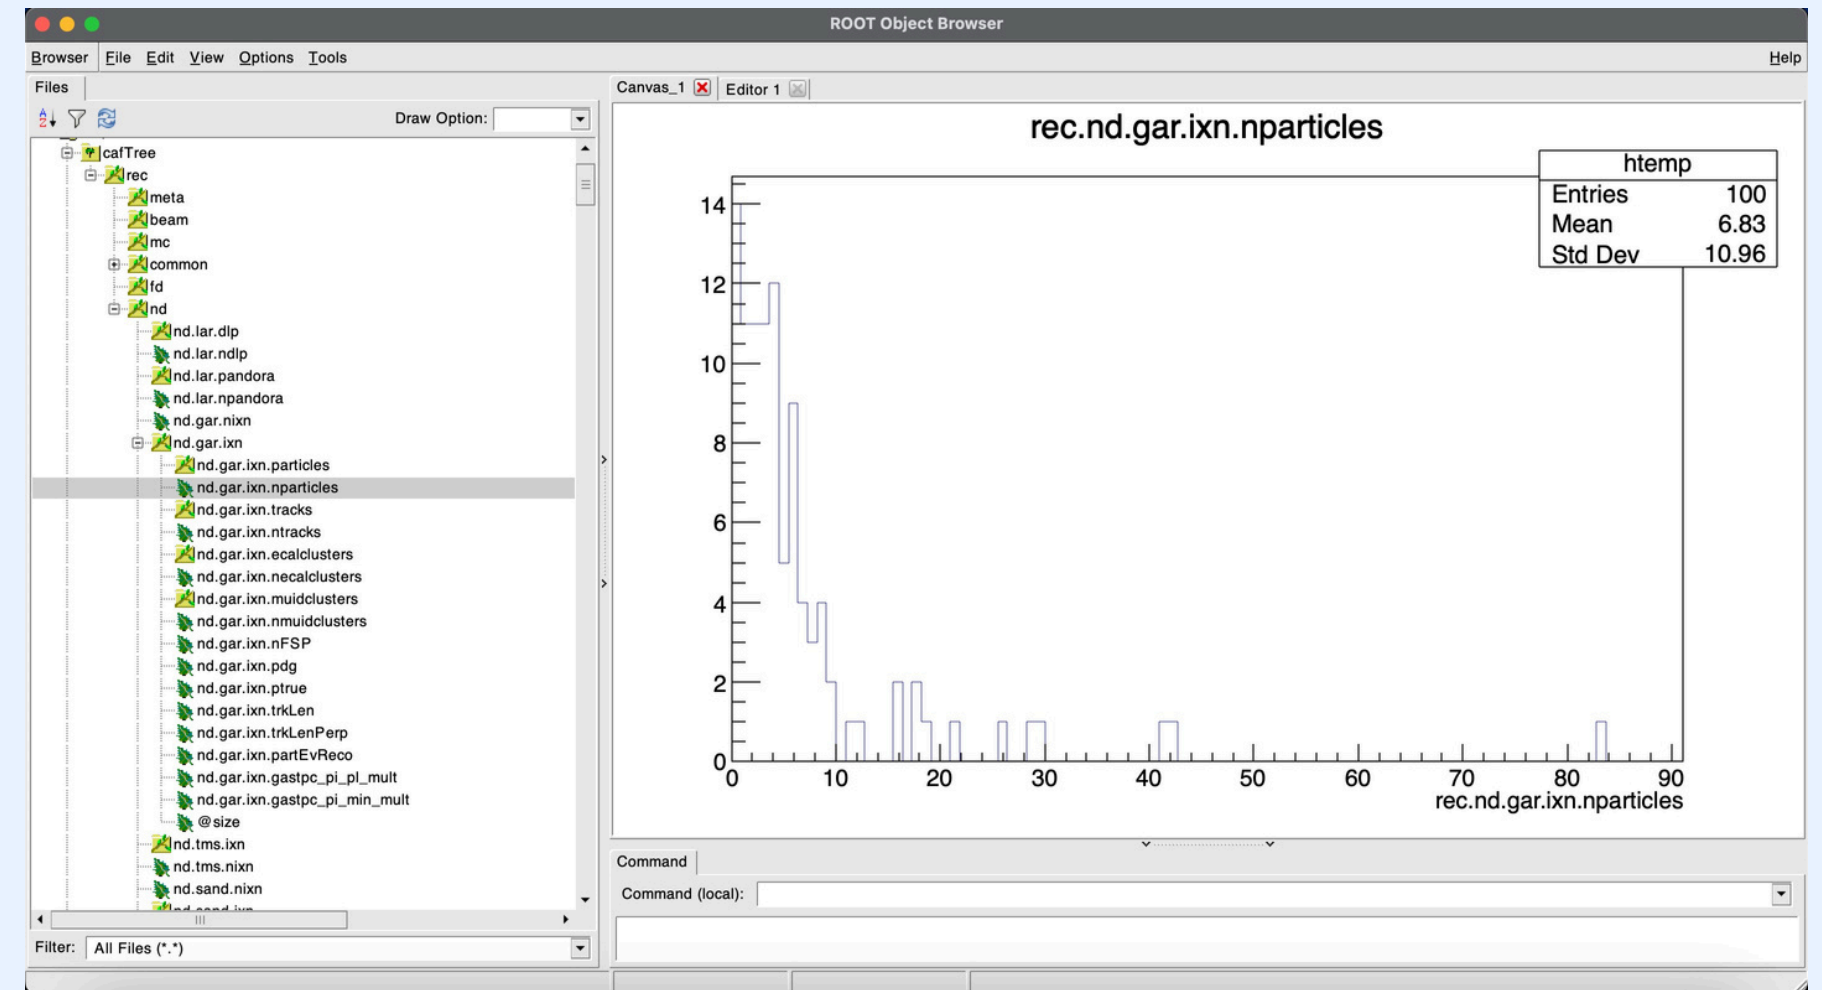 ROOT Object Browser
Browser File Edit View Options Tools Help
Files
Draw Option:
cafTree
rec
meta
beam
mc
common
fd
nd
nd.lar.dlp
nd.lar.ndlp
nd.lar.pandora
nd.lar.npandora
nd.gar.nixn
nd.gar.ixn
nd.gar.ixn.particles
nd.gar.ixn.nparticles
nd.gar.ixn.tracks
nd.gar.ixn.ntracks
nd.gar.ixn.ecalclusters
nd.gar.ixn.necalclusters
nd.gar.ixn.muidclusters
nd.gar.ixn.nmuidclusters
nd.gar.ixn.nFSP
nd.gar.ixn.pdg
nd.gar.ixn.ptrue
nd.gar.ixn.trkLen
nd.gar.ixn.trkLenPerp
nd.gar.ixn.partEvReco
nd.gar.ixn.gastpc_pi_pl_mult
nd.gar.ixn.gastpc_pi_min_mult
@size
nd.tms.ixn
nd.tms.nixn
nd.sand.nixn
Filter: All Files (*.*)
Canvas_1 Editor 1
rec.nd.gar.ixn.nparticles
htemp
Entries 100
Mean 6.83
Std Dev 10.96
14
12
10
8
6
4
2
0
0 10 20 30 40 50 60 70 80 90
rec.nd.gar.ixn.nparticles
Command
Command (local):